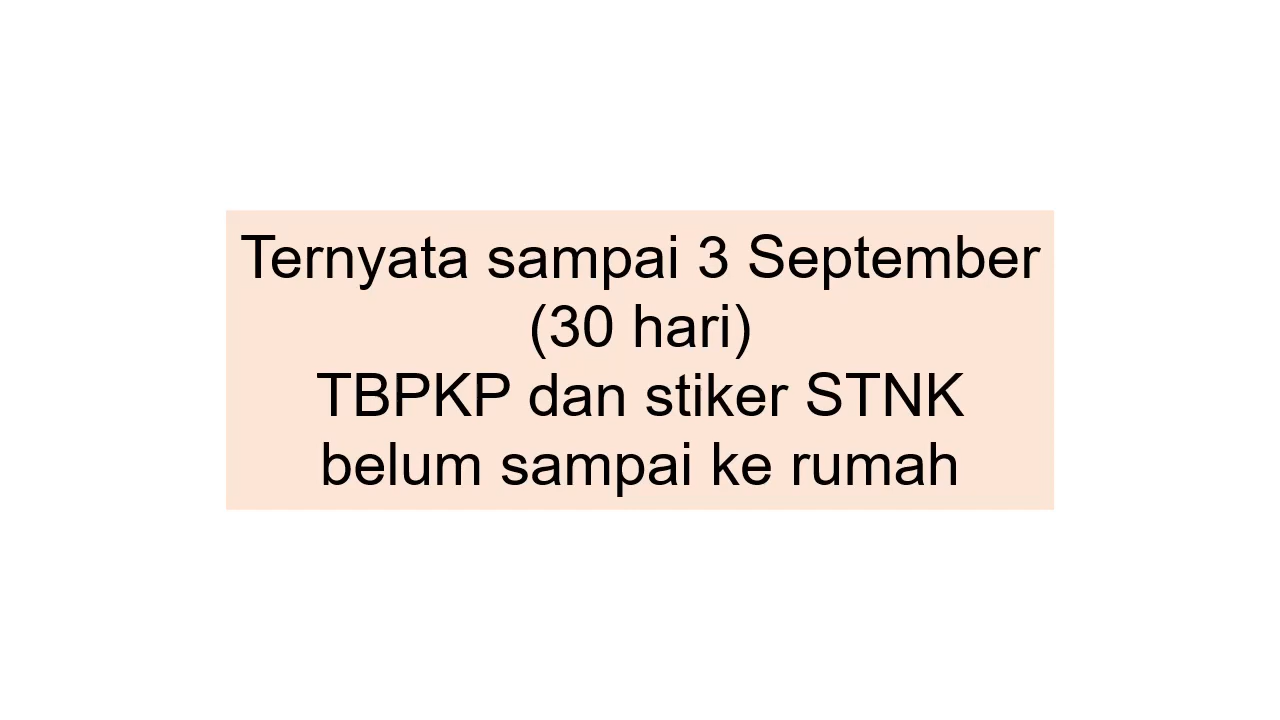 Ternyata sampai 3 September
(30 hari)
TBPKP dan stiker STNK
belum sampai ke rumah